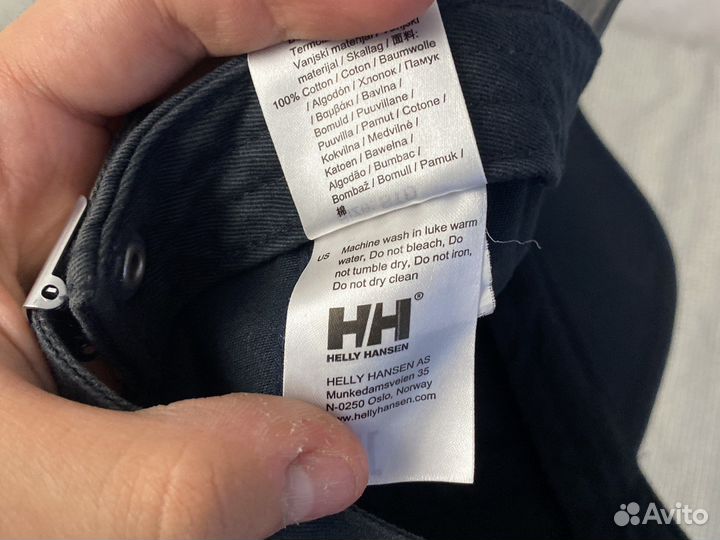 Vanjski materijal / Vanjski
materijal / Skallag / 面料:
100% Cotton / Coton / Baumwolle
/ Algodón / Хлопок / Памук
/ Βαμβάκι / Bavlna /
Bomuld / Puuvillane /
Puuvilla / Parnut / Cotone /
Kokvilna / Medvilnė /
Katoen / Bawełna /
Algodão / Bumbac /
Bombaž / Bomull / Pamuk /
棉
US Machine wash in luke warm
water, Do not bleach, Do
not tumble dry, Do not iron,
Do not dry clean
HH®
HELLY HANSEN
HELLY HANSEN AS
Munkedamsveien 35
N-0250 Oslo, Norway
www.hellyhansen.com
Avito